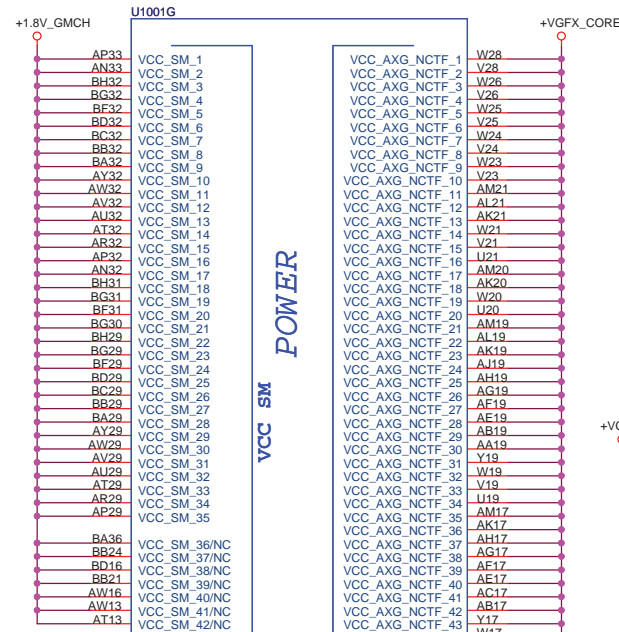 U1001G
+1.8V_GMCH
+VGFX_CORE
AP33 VCC_SM_1 VCC_AXG_NCTF_1 W28
AN33 VCC_SM_2 VCC_AXG_NCTF_2 V28
BH32 VCC_SM_3 VCC_AXG_NCTF_3 W26
BG32 VCC_SM_4 VCC_AXG_NCTF_4 V26
BF32 VCC_SM_5 VCC_AXG_NCTF_5 W25
BD32 VCC_SM_6 VCC_AXG_NCTF_6 V25
BC32 VCC_SM_7 VCC_AXG_NCTF_7 W24
BB32 VCC_SM_8 VCC_AXG_NCTF_8 V24
BA32 VCC_SM_9 VCC_AXG_NCTF_9 W23
AY32 VCC_SM_10 VCC_AXG_NCTF_10 V23
AW32 VCC_SM_11 VCC_AXG_NCTF_11 AM21
AV32 VCC_SM_12 VCC_AXG_NCTF_12 AL21
AU32 VCC_SM_13 VCC_AXG_NCTF_13 AK21
AT32 VCC_SM_14 VCC_AXG_NCTF_14 W21
AR32 VCC_SM_15 VCC_AXG_NCTF_15 V21
AP32 VCC_SM_16 VCC_AXG_NCTF_16 U21
AN32 VCC_SM_17 VCC_AXG_NCTF_17 AM20
BH31 VCC_SM_18 VCC_AXG_NCTF_18 AK20
BG31 VCC_SM_19 VCC_AXG_NCTF_19 W20
BF31 VCC_SM_20 VCC_AXG_NCTF_20 U20
BG30 VCC_SM_21 VCC_AXG_NCTF_21 AM19
BH29 VCC_SM_22 VCC_AXG_NCTF_22 AL19
BG29 VCC_SM_23 VCC_AXG_NCTF_23 AK19
BF29 VCC_SM_24 VCC_AXG_NCTF_24 AJ19
BD29 VCC_SM_25 VCC_AXG_NCTF_25 AH19
BC29 VCC_SM_26 VCC_AXG_NCTF_26 AG19
BB29 VCC_SM_27 VCC_AXG_NCTF_27 AF19
BA29 VCC_SM_28 VCC_AXG_NCTF_28 AE19
AY29 VCC_SM_29 VCC_AXG_NCTF_29 AB19
AW29 VCC_SM_30 VCC_AXG_NCTF_30 AA19
AV29 VCC_SM_31 VCC_AXG_NCTF_31 Y19
AU29 VCC_SM_32 VCC_AXG_NCTF_32 W19
AT29 VCC_SM_33 VCC_AXG_NCTF_33 V19
AR29 VCC_SM_34 VCC_AXG_NCTF_34 U19
AP29 VCC_SM_35 VCC_AXG_NCTF_35 AM17
VCC_AXG_NCTF_36 AK17
BA36 VCC_SM_36/NC VCC_AXG_NCTF_37 AH17
BB24 VCC_SM_37/NC VCC_AXG_NCTF_38 AG17
BD16 VCC_SM_38/NC VCC_AXG_NCTF_39 AF17
BB21 VCC_SM_39/NC VCC_AXG_NCTF_40 AE17
AW16 VCC_SM_40/NC VCC_AXG_NCTF_41 AC17
AW13 VCC_SM_41/NC VCC_AXG_NCTF_42 AB17
AT13 VCC_SM_42/NC VCC_AXG_NCTF_43 Y17
W17
POWER
VCC SM